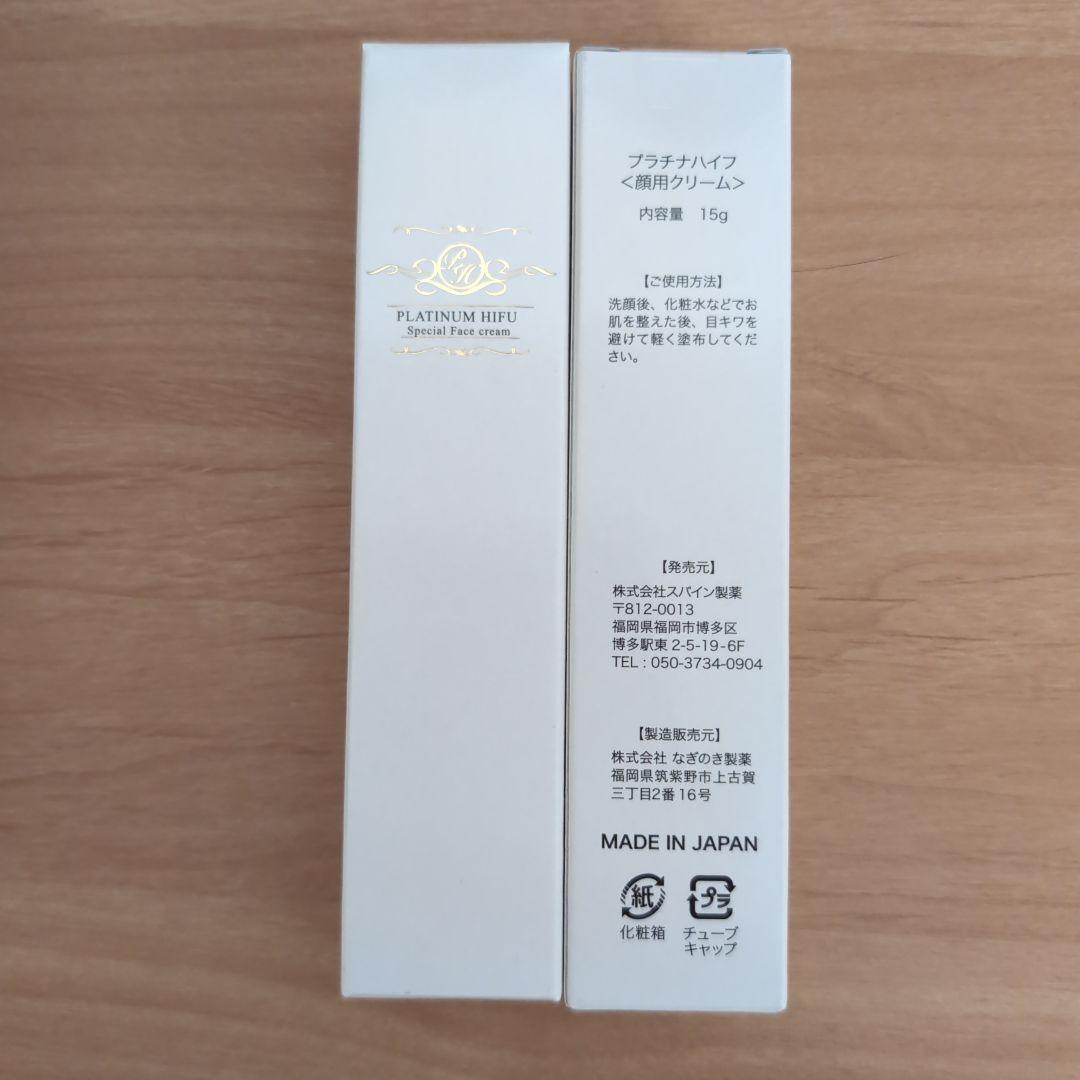 PH
PLATINUM HIFU
Special Face cream
プラチナハイフ
＜顔用クリーム＞
内容量　15g
【ご使用方法】
洗顔後、化粧水などでお
肌を整えた後、目キワを
避けて軽く塗布してくだ
さい。
【発売元】
株式会社スパイン製薬
〒812-0013
福岡県福岡市博多区
博多駅東 2-5-19-6F
TEL : 050-3734-0904
【製造販売元】
株式会社 なぎのき製薬
福岡県筑紫野市上古賀
三丁目2番16号
MADE IN JAPAN
紙 プラ
化粧箱 チューブ
キャップ